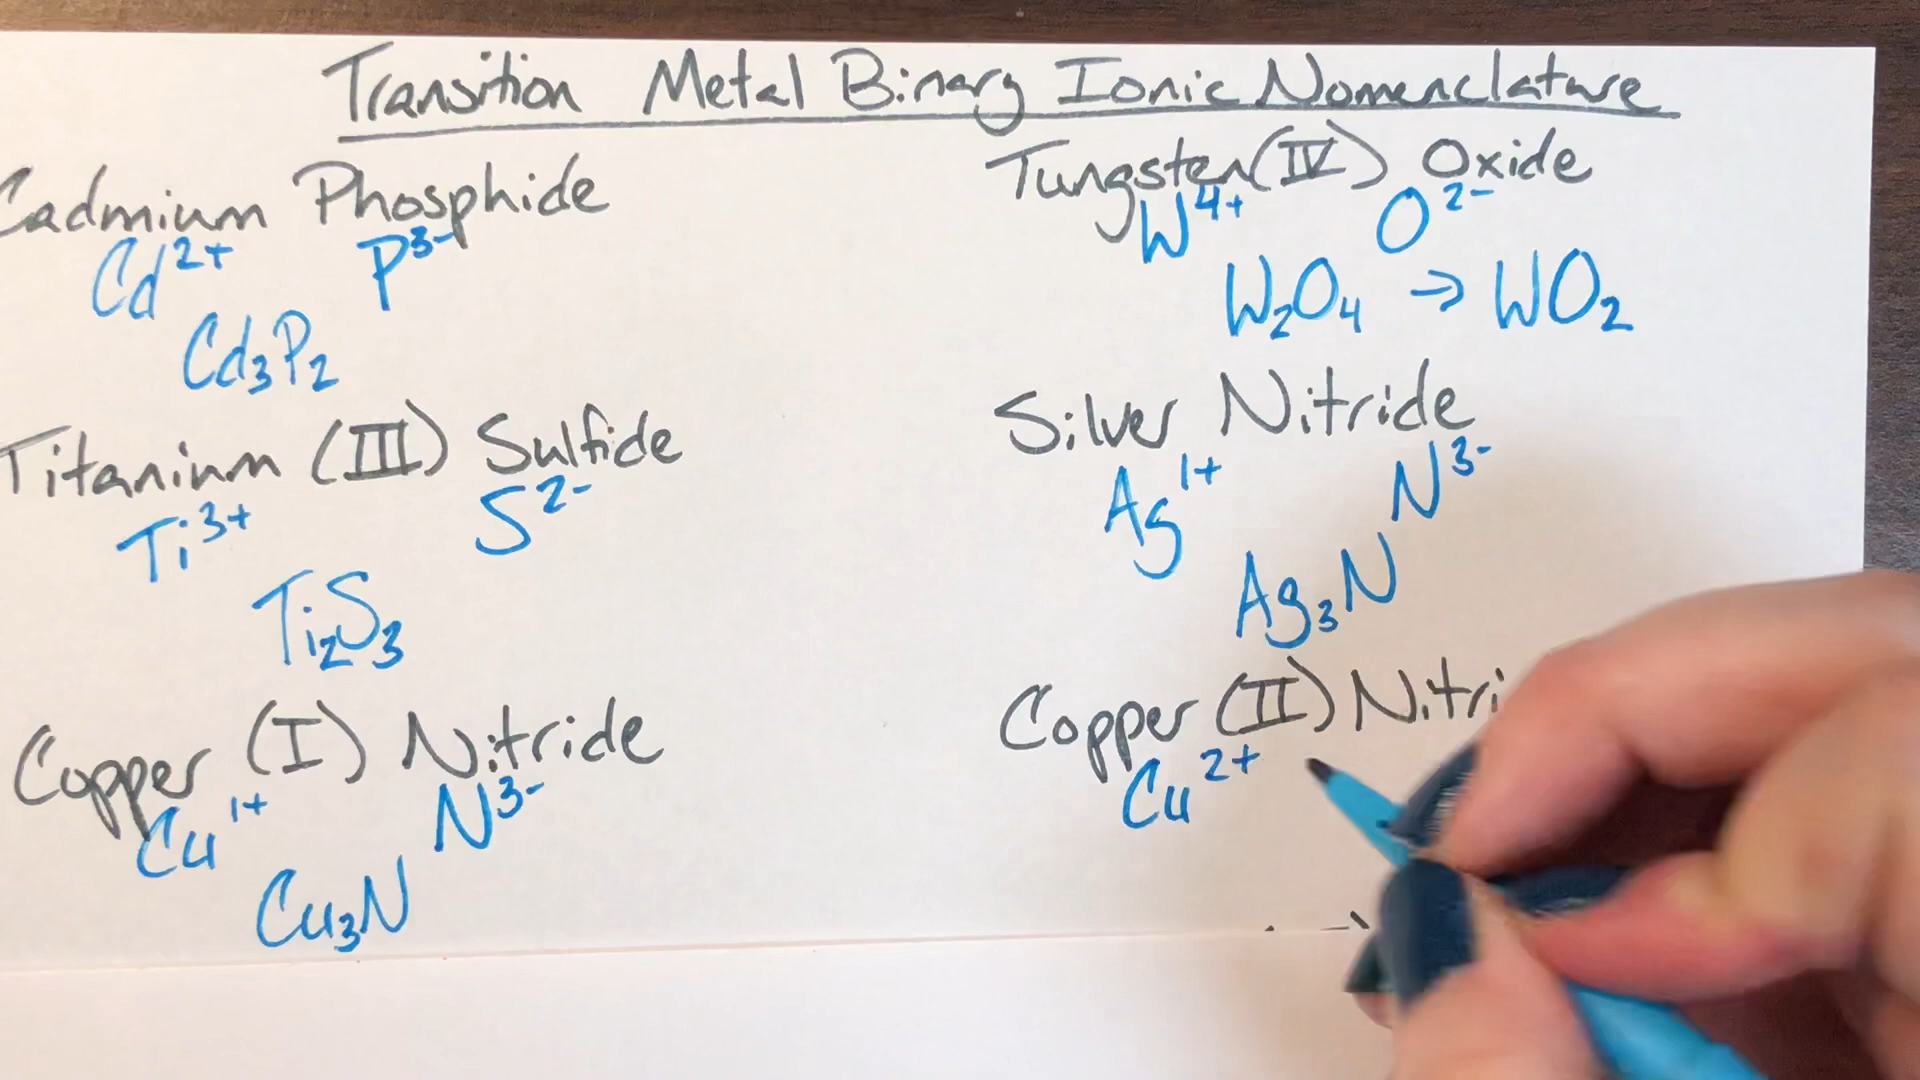 Transition Metal Binary Ionic Nomenclature
Cadmium Phosphide
Cd²⁺ P³⁻
Cd₃P₂
Titanium (III) Sulfide
Ti³⁺ S²⁻
Ti₂S₃
Copper (I) Nitride
Cu¹⁺ N³⁻
Cu₃N
Tungsten(IV) Oxide
W⁴⁺ O²⁻
W₂O₄ → WO₂
Silver Nitride
Ag¹⁺ N³⁻
Ag₃N
Copper (II) Nitri
Cu²⁺